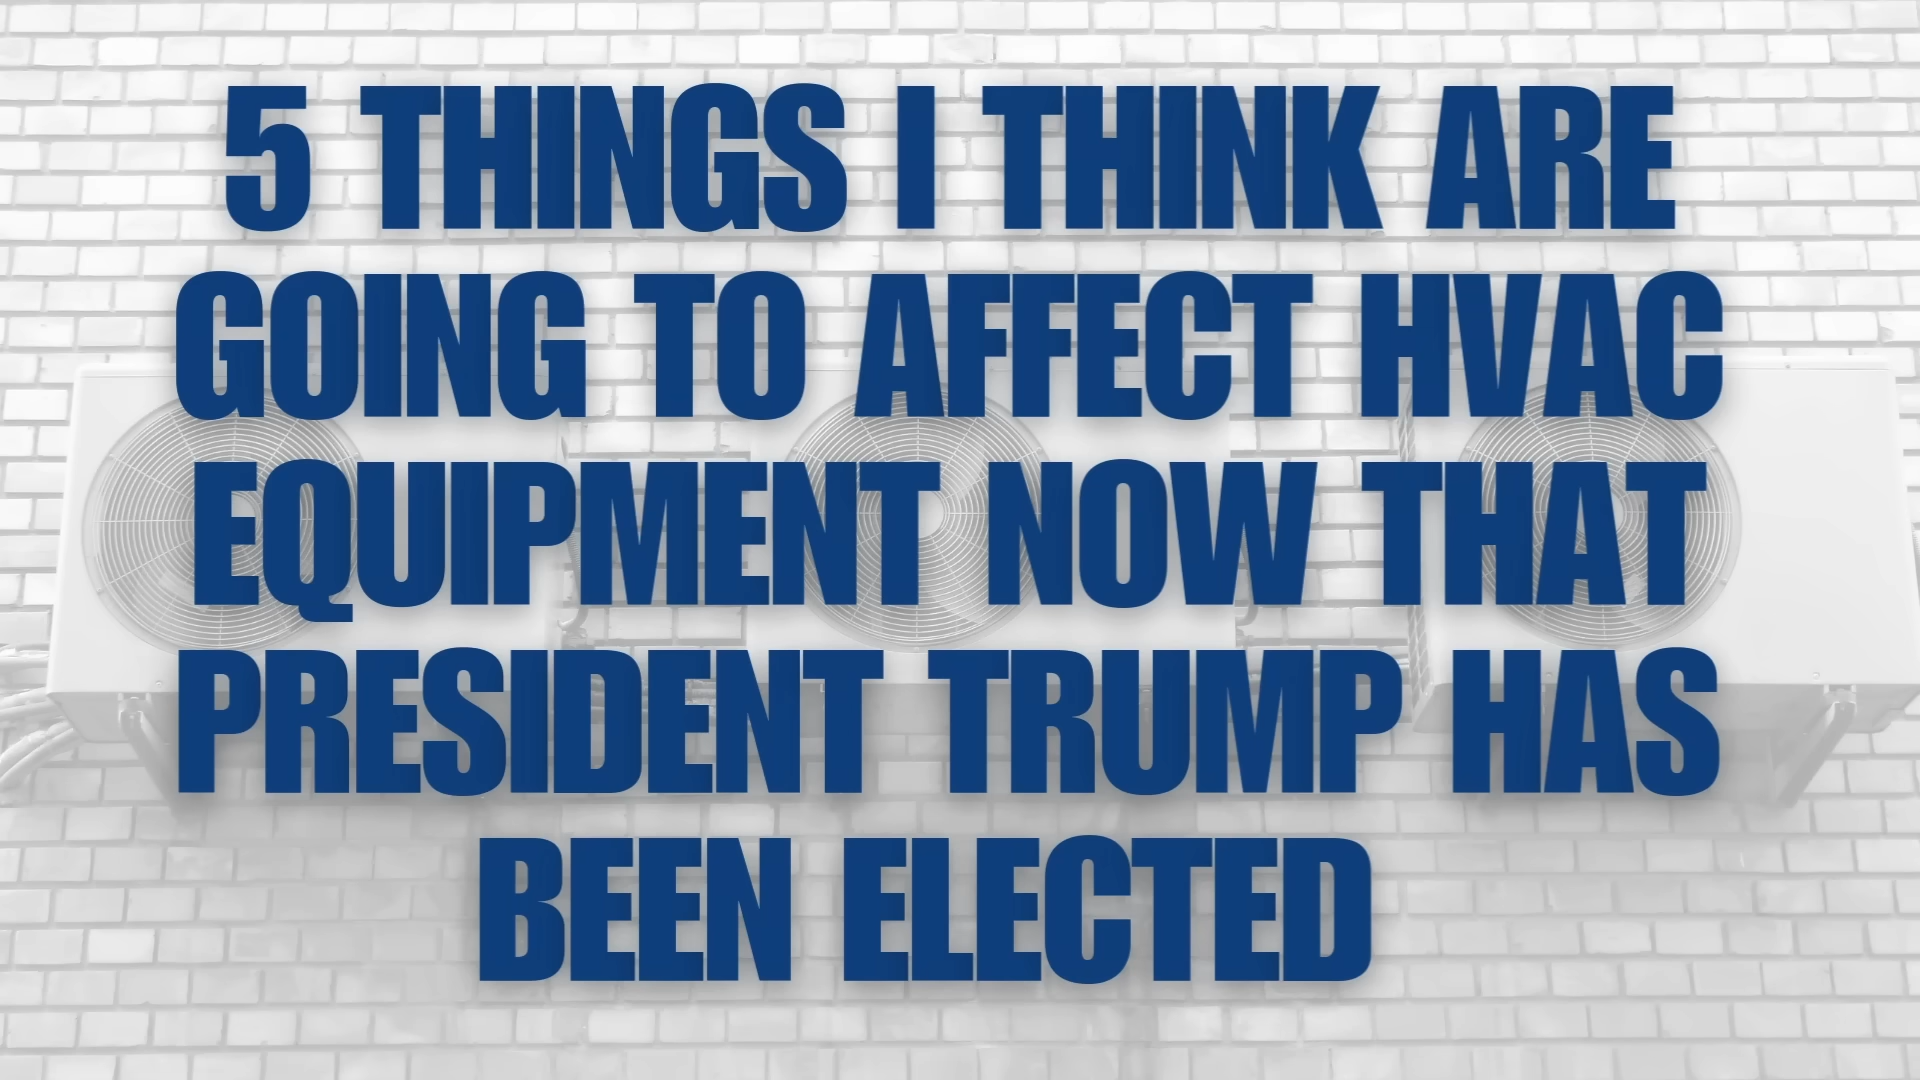 5 THINGS I THINK ARE
GOING TO AFFECT HVAC
EQUIPMENT NOW THAT
PRESIDENT TRUMP HAS
BEEN ELECTED